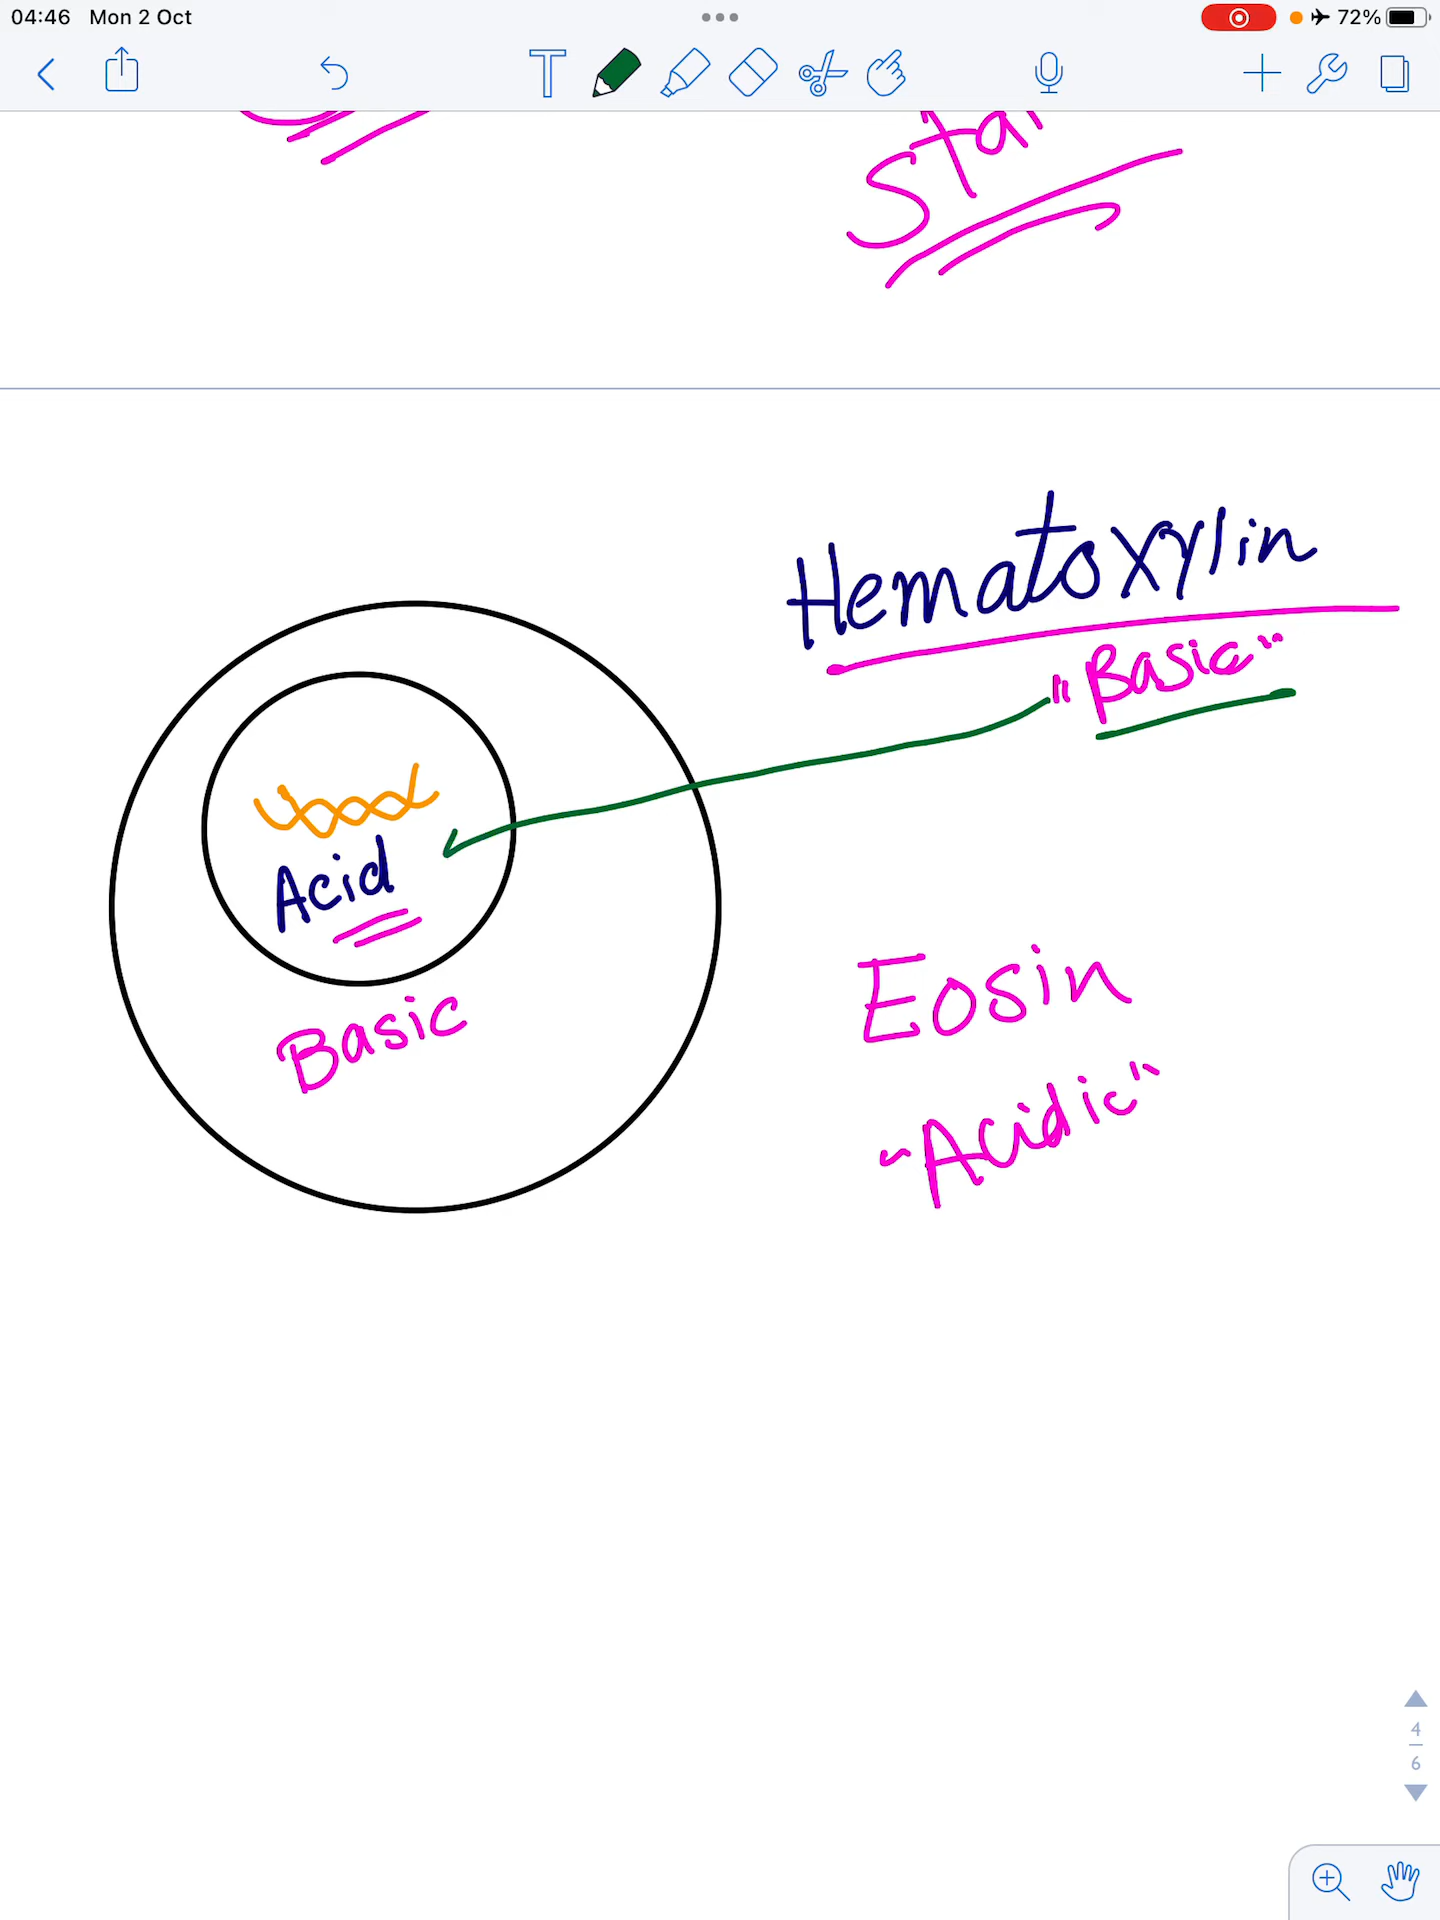 04:46 Mon 2 Oct
72%
T
Hematoxylin
"Basic"
Acid
Basic
Eosin
"Acidic"
4
6